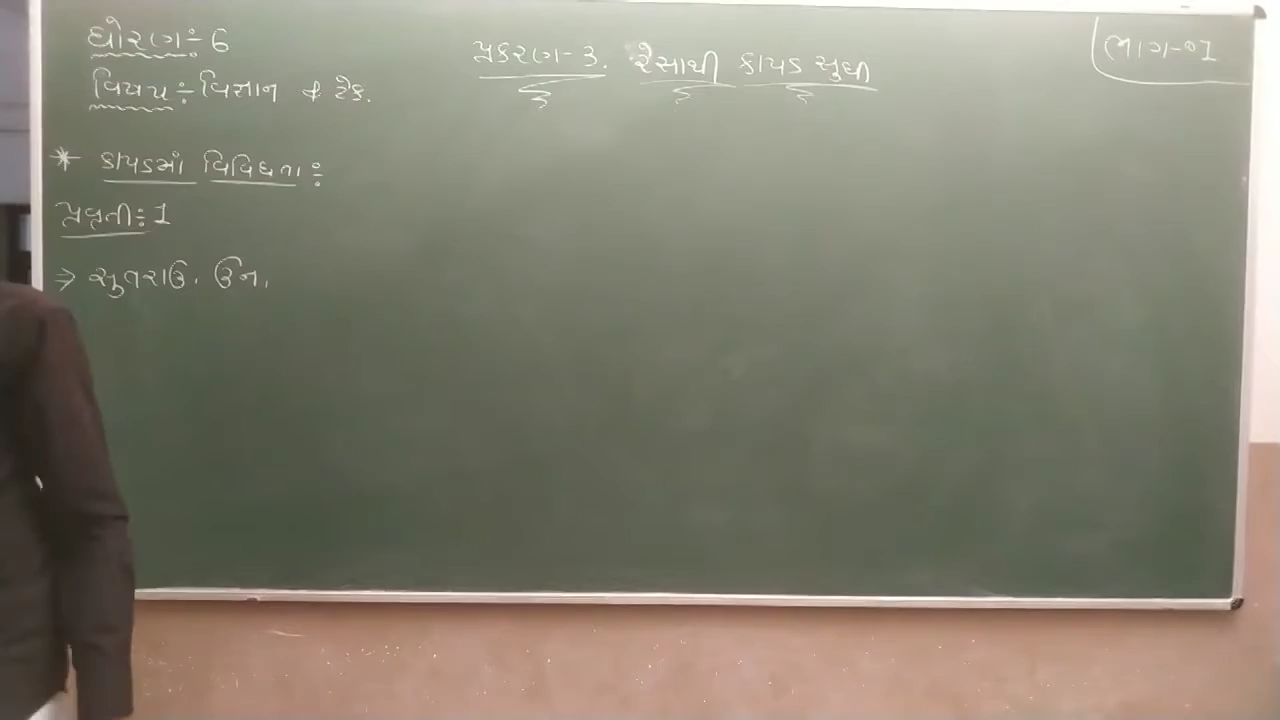 ધોરણ:- 6
પ્રકરણ-3. રેસાથી કાપડ સુધી
ભાગ-01
વિષય:- વિજ્ઞાન & ટેક.
* કાપડમાં વિવિધતા:
પ્રવૃતી:- 1
⇒ સુતરાઉ, ઉન,